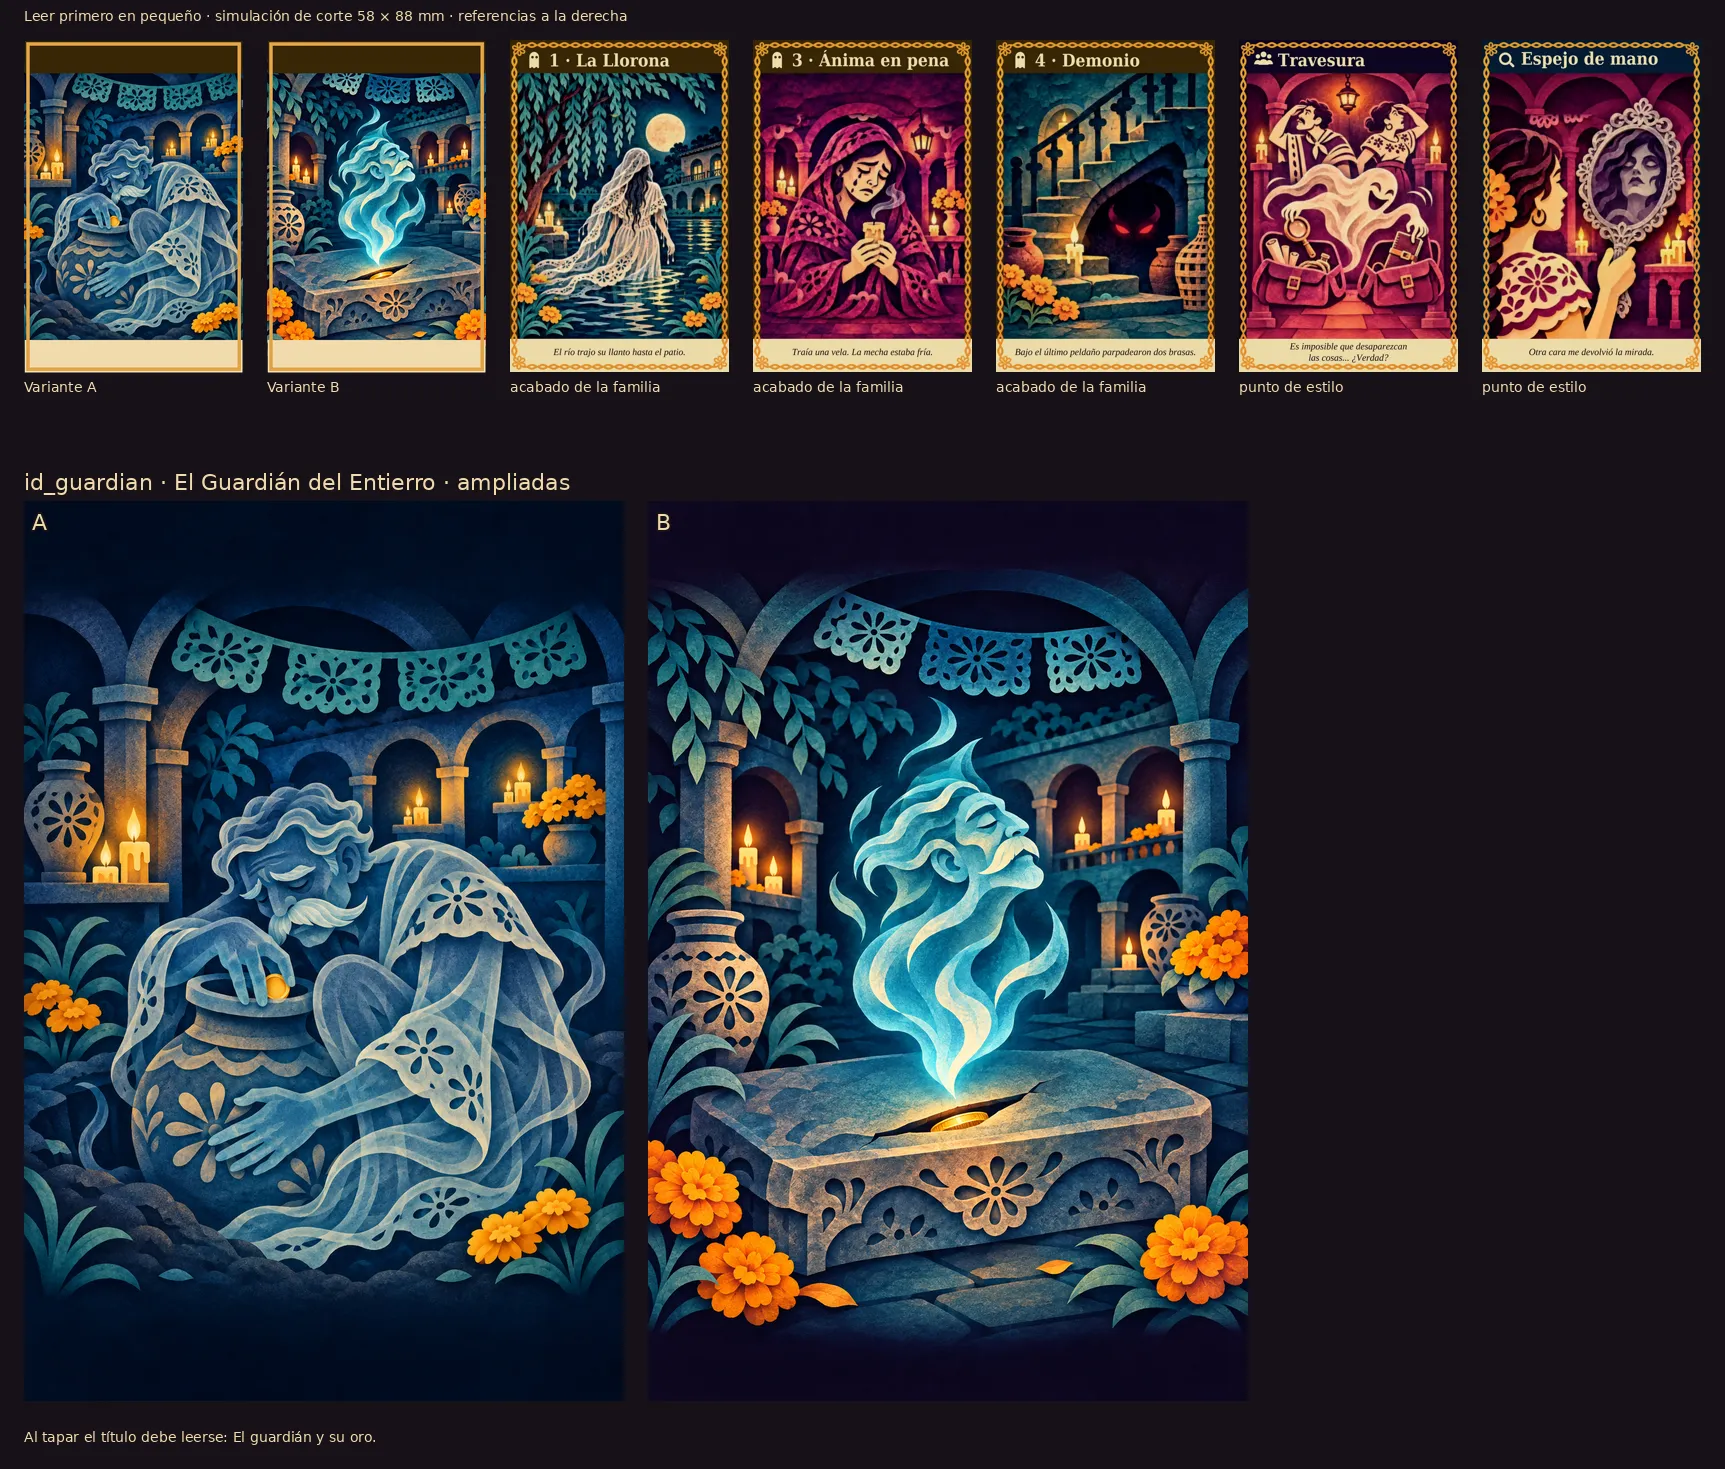 Leer primero en pequeño · simulación de corte 58 × 88 mm · referencias a la derecha
1 · La Llorona
3 · Ánima en pena
4 · Demonio
Travesura
Espejo de mano
El río trajo su llanto hasta el patio.
Traía una vela. La mecha estaba fría.
Bajo el último peldaño parpadearon dos brasas.
Es imposible que desaparezcan
las cosas... ¿Verdad?
Otra cara me devolvió la mirada.
Variante A
Variante B
acabado de la familia
acabado de la familia
acabado de la familia
punto de estilo
punto de estilo
id_guardian · El Guardián del Entierro · ampliadas
A
B
Al tapar el título debe leerse: El guardián y su oro.